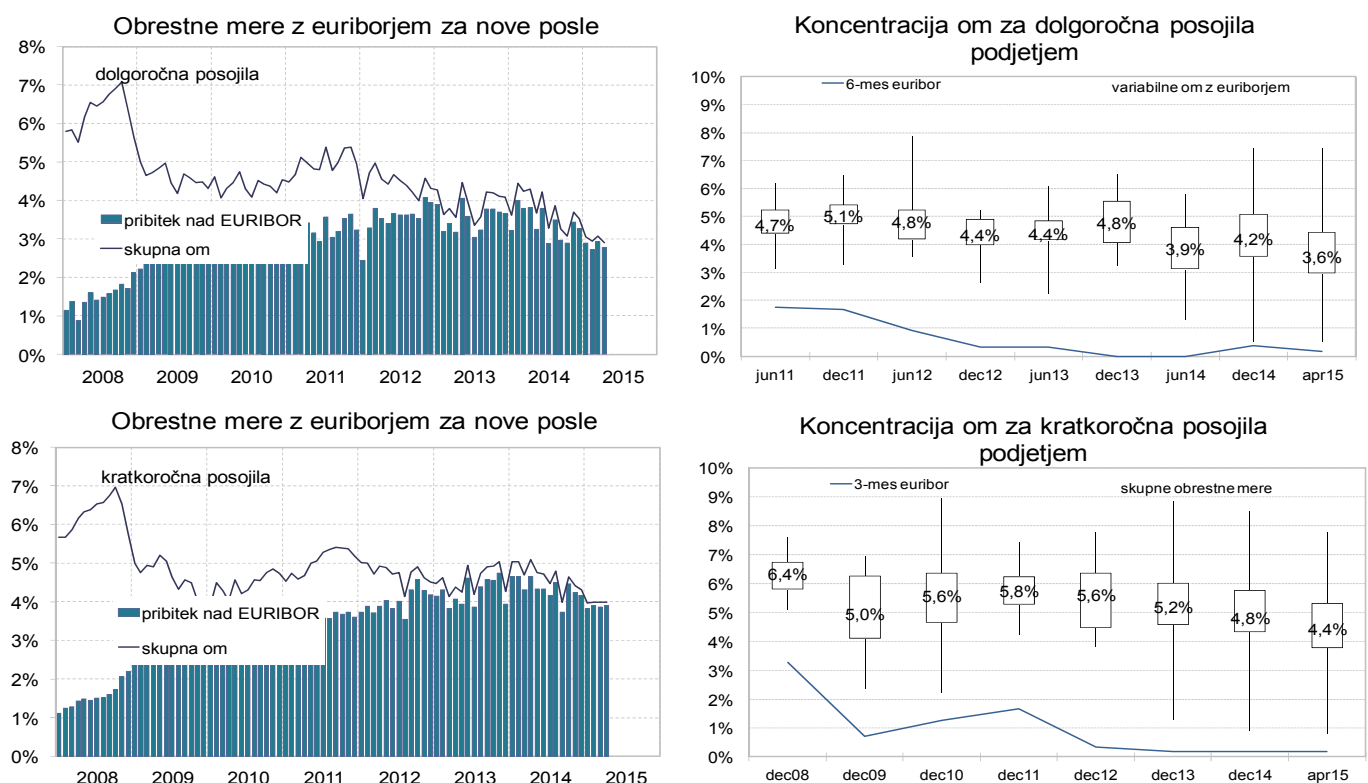 Obrestne mere z euriborjem za nove posle
8%
7%
6%
5%
4%
3%
2%
1%
0%
dolgoročna posojila
pribitek nad EURIBOR
skupna om
2008 2009 2010 2011 2012 2013 2014 2015
Koncentracija om za dolgoročna posojila
podjetjem
10%
9%
8%
7%
6%
5%
4%
3%
2%
1%
0%
6-mes euribor
variabilne om z euriborjem
4,7% 5,1% 4,8% 4,4% 4,4% 4,8% 3,9% 4,2% 3,6%
jun11 dec11 jun12 dec12 jun13 dec13 jun14 dec14 apr15
Obrestne mere z euriborjem za nove posle
8%
7%
6%
5%
4%
3%
2%
1%
0%
kratkoročna posojila
pribitek nad EURIBOR
skupna om
2008 2009 2010 2011 2012 2013 2014 2015
Koncentracija om za kratkoročna posojila
podjetjem
10%
9%
8%
7%
6%
5%
4%
3%
2%
1%
0%
3-mes euribor
skupne obrestne mere
6,4% 5,0% 5,6% 5,8% 5,6% 5,2% 4,8% 4,4%
dec08 dec09 dec10 dec11 dec12 dec13 dec14 apr15